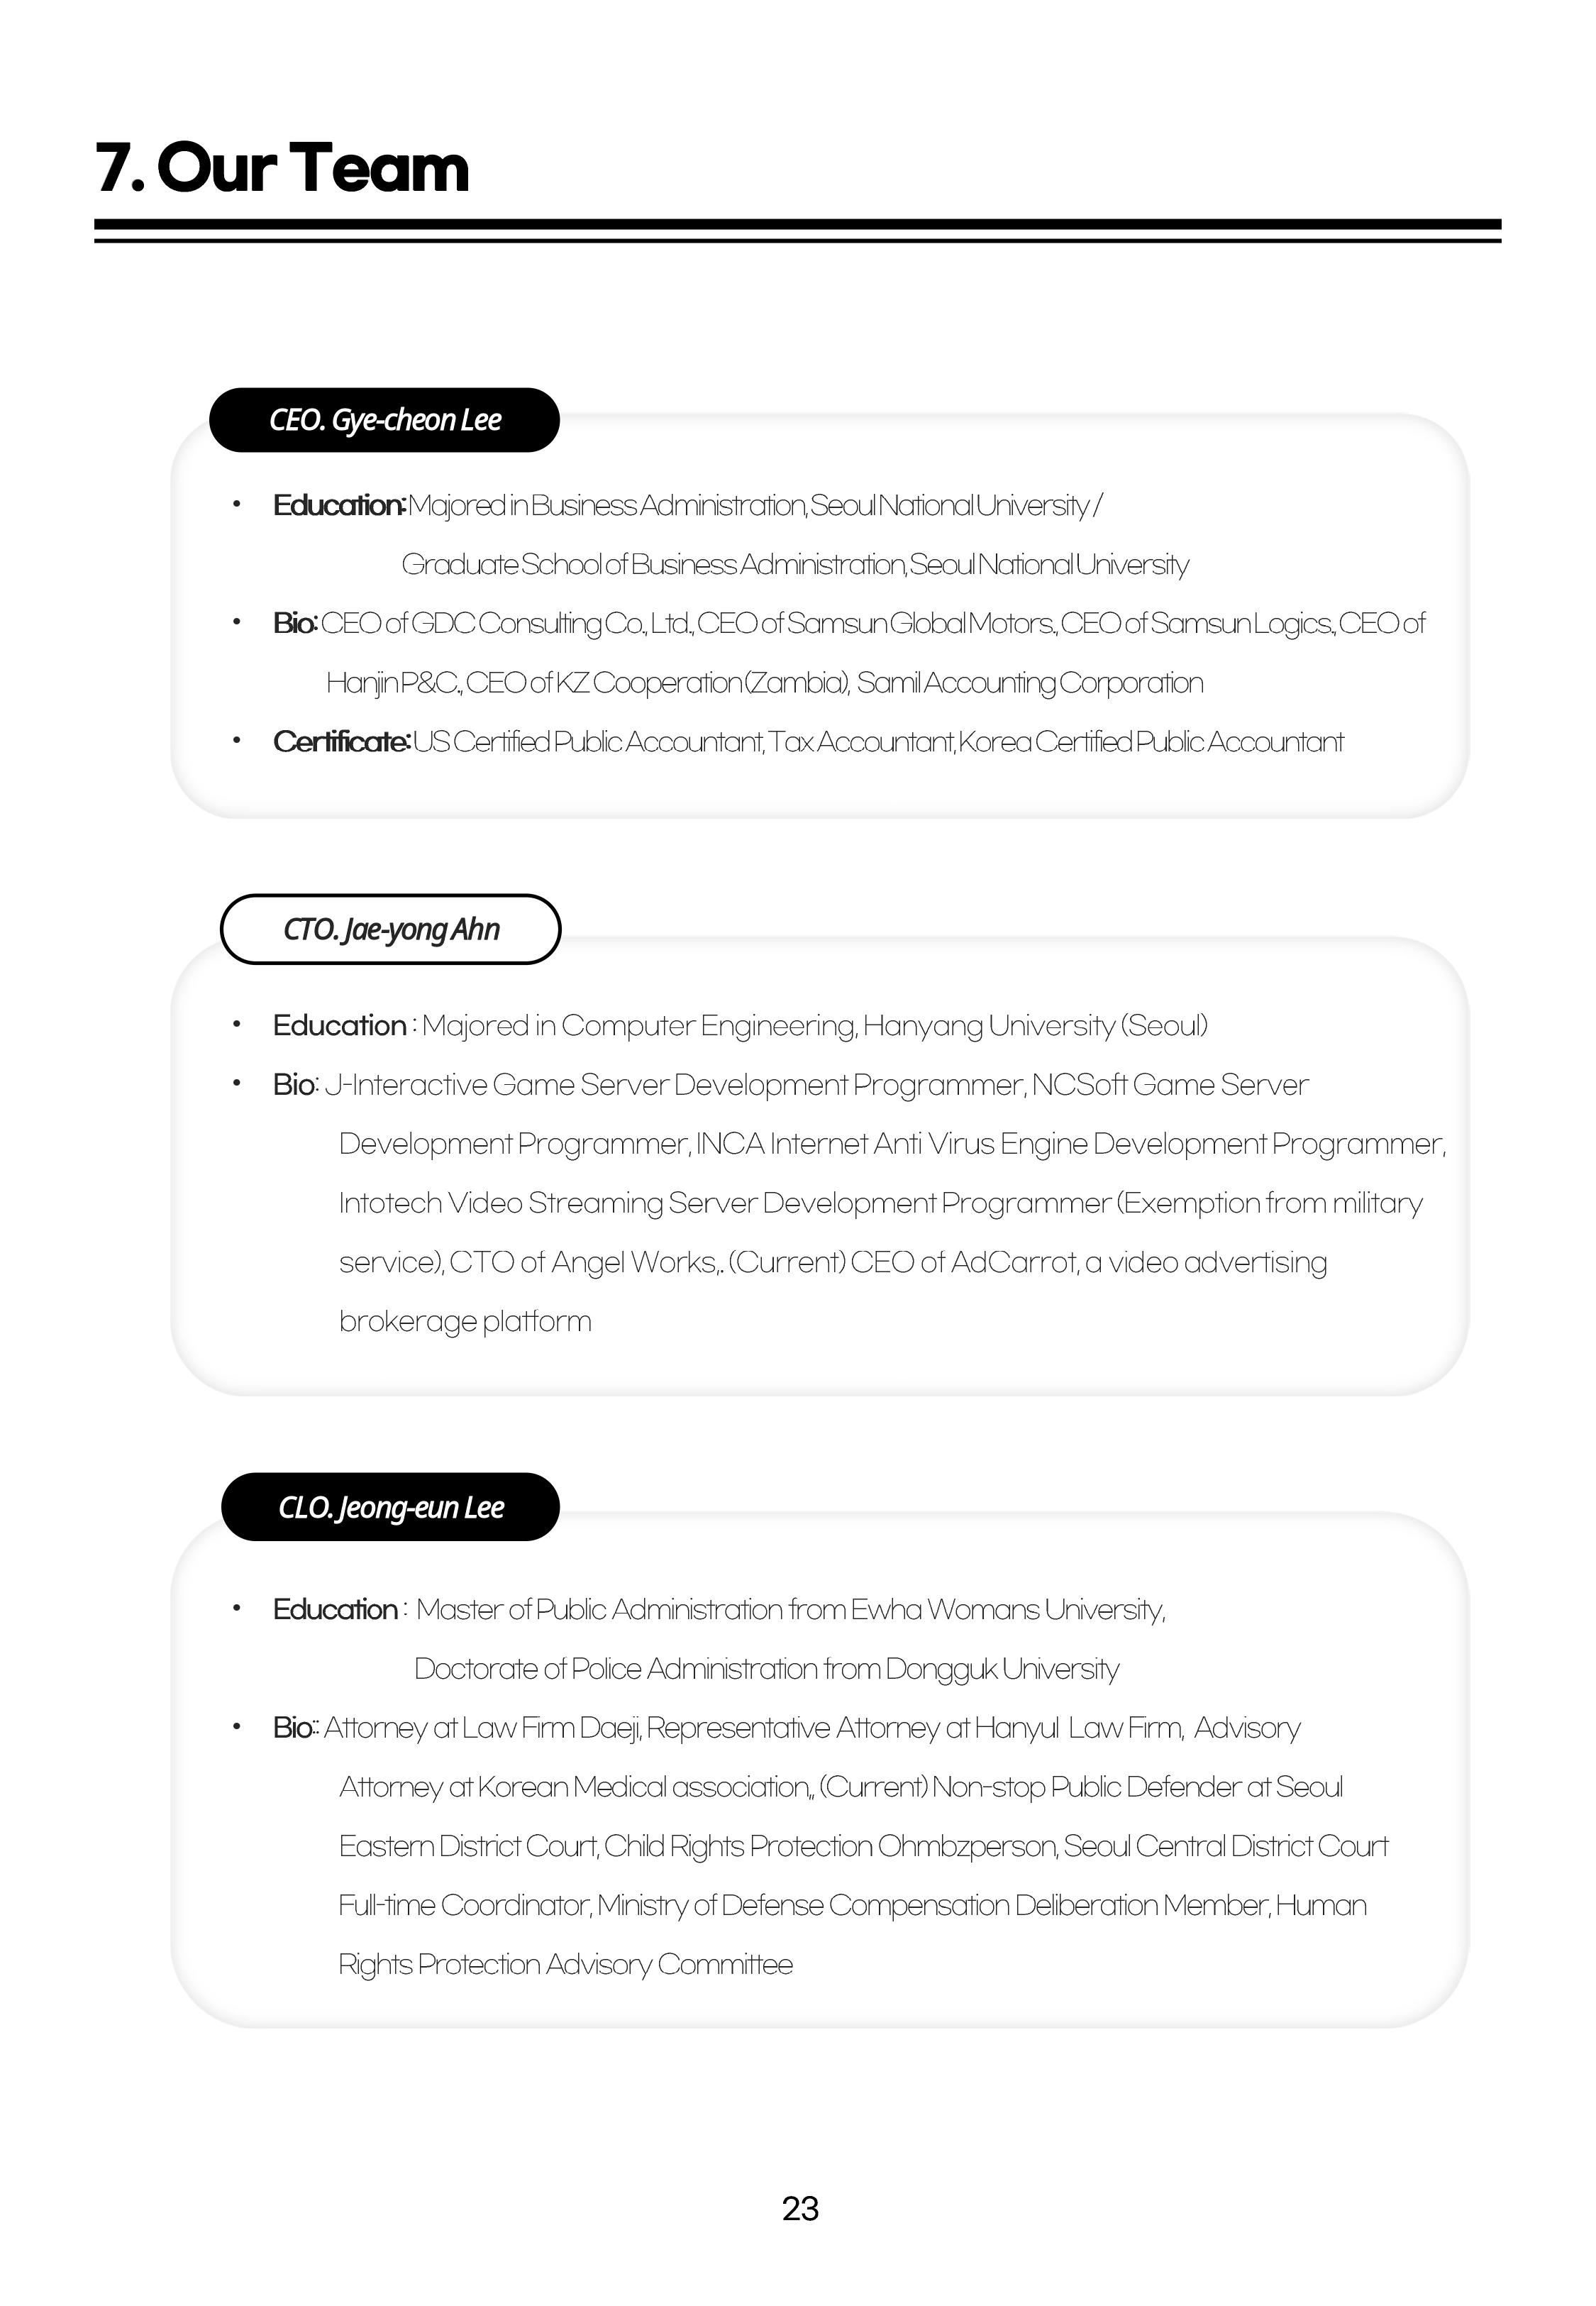 7. Our Team
CEO. Gye-cheon Lee
• Education: Majored in Business Administration, Seoul National University /
Graduate School of Business Administration, Seoul National University
• Bio: CEO of GDC Consulting Co., Ltd., CEO of Samsun Global Motors., CEO of Samsun Logics., CEO of
Hanjin P&C., CEO of KZ Cooperation (Zambia), Samil Accounting Corporation
• Certificate: US Certified Public Accountant, Tax Accountant, Korea Certified Public Accountant
CTO. Jae-yong Ahn
• Education : Majored in Computer Engineering, Hanyang University (Seoul)
• Bio: J-Interactive Game Server Development Programmer, NCSoft Game Server
Development Programmer, INCA Internet Anti Virus Engine Development Programmer,
Intotech Video Streaming Server Development Programmer (Exemption from military
service), CTO of Angel Works,. (Current) CEO of AdCarrot, a video advertising
brokerage platform
CLO. Jeong-eun Lee
• Education : Master of Public Administration from Ewha Womans University,
Doctorate of Police Administration from Dongguk University
• Bio:: Attorney at Law Firm Daeji, Representative Attorney at Hanyul Law Firm, Advisory
Attorney at Korean Medical association,, (Current) Non-stop Public Defender at Seoul
Eastern District Court, Child Rights Protection Ohmbzperson, Seoul Central District Court
Full-time Coordinator, Ministry of Defense Compensation Deliberation Member, Human
Rights Protection Advisory Committee
23